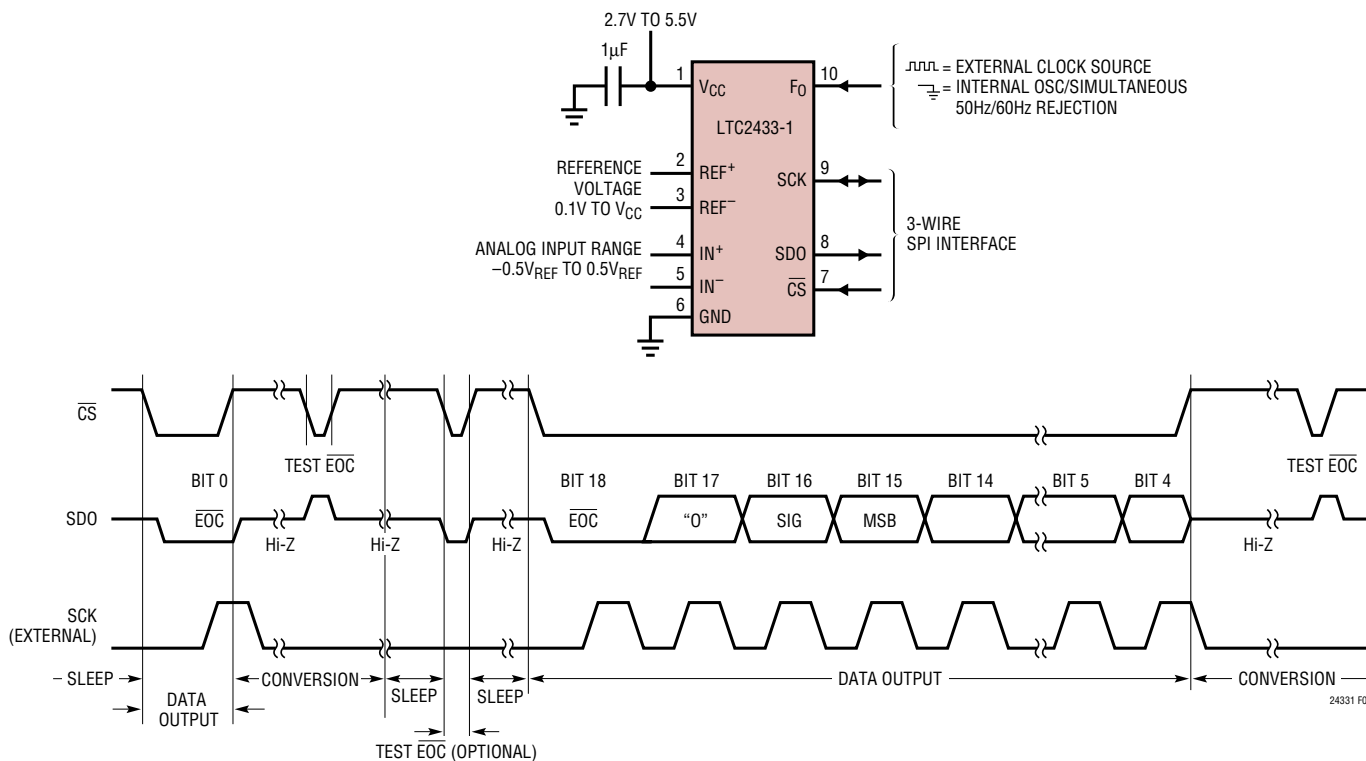 2.7V TO 5.5V
1µF
1
VCC
FO
10
LTC2433-1
= EXTERNAL CLOCK SOURCE
= INTERNAL OSC/SIMULTANEOUS
50Hz/60Hz REJECTION
REFERENCE
VOLTAGE
0.1V TO VCC
2
REF+
3
REF−
SCK
9
ANALOG INPUT RANGE
−0.5VREF TO 0.5VREF
4
IN+
5
IN−
SDO
8
CS
7
3-WIRE
SPI INTERFACE
6
GND
CS
TEST EOC
TEST EOC
BIT 0
BIT 18
BIT 17
BIT 16
BIT 15
BIT 14
BIT 5
BIT 4
SDO
EOC
EOC
"0"
SIG
MSB
Hi-Z
Hi-Z
Hi-Z
Hi-Z
SCK
(EXTERNAL)
SLEEP
DATA
OUTPUT
CONVERSION
SLEEP
SLEEP
DATA OUTPUT
CONVERSION
TEST EOC (OPTIONAL)
24331 F0